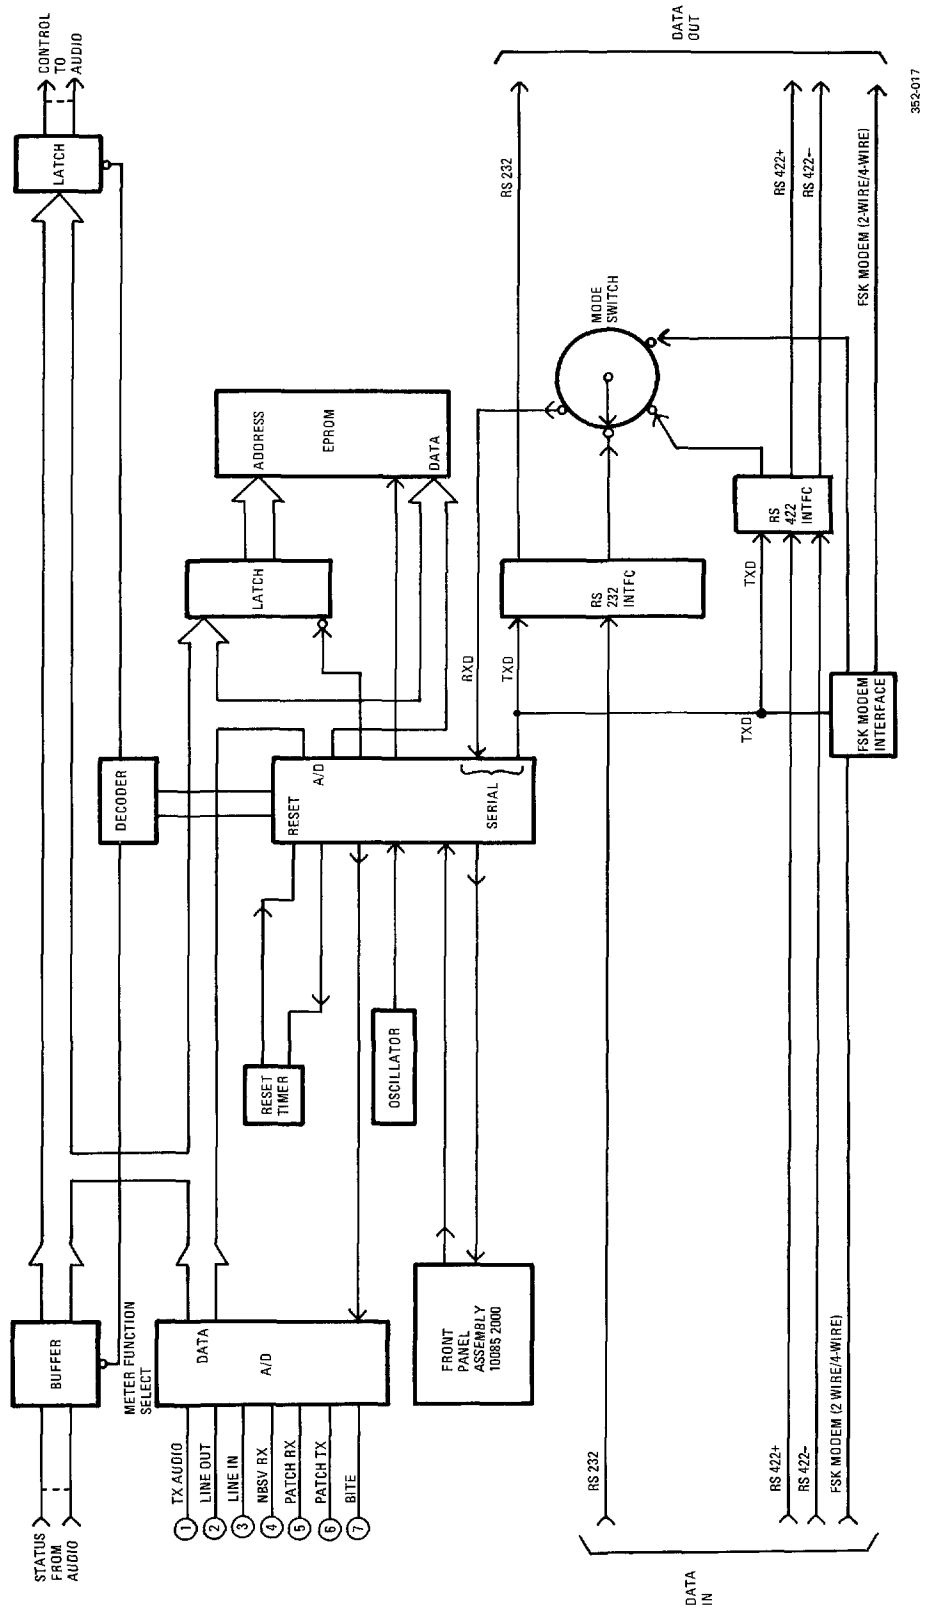 STATUS
FROM
AUDIO
BUFFER
METER FUNCTION
SELECT
DECODER
LATCH
CONTROL
TO
AUDIO
1 TX AUDIO
2 LINE OUT
3 LINE IN
4 NBSV RX
5 PATCH RX
6 PATCH TX
7 BITE
DATA
A/D
RESET
TIMER
OSCILLATOR
FRONT
PANEL
ASSEMBLY
10085 2000
RESET
A/D
SERIAL
LATCH
ADDRESS
EPROM
DATA
RXD
TXD
RS
232
INTFC
MODE
SWITCH
RS 232
RS 232
DATA
IN
RS 422+
RS 422-
FSK MODEM (2 WIRE/4-WIRE)
TXD
TXD
FSK MODEM
INTERFACE
RS
422
INTFC
RS 422+
RS 422-
FSK MODEM (2-WIRE/4-WIRE)
DATA
OUT
352-017